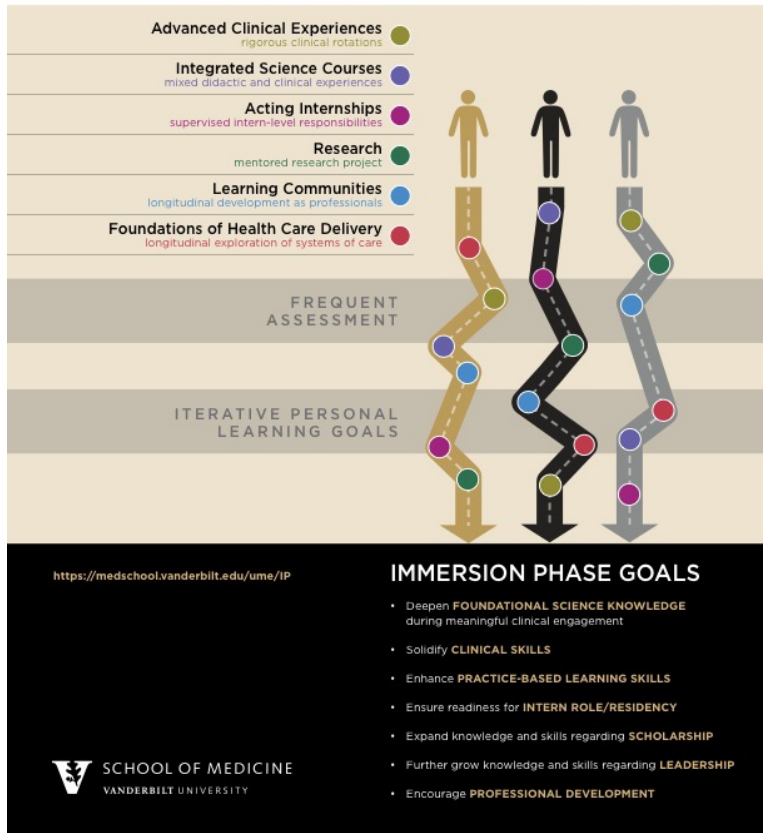 Advanced Clinical Experiences
rigorous clinical rotations
Integrated Science Courses
mixed didactic and clinical experiences
Acting Internships
supervised intern-level responsibilities
Research
mentored research project
Learning Communities
longitudinal development as professionals
Foundations of Health Care Delivery
longitudinal exploration of systems of care
FREQUENT
ASSESSMENT
ITERATIVE PERSONAL
LEARNING GOALS
https://medschool.vanderbilt.edu/ume/IP
IMMERSION PHASE GOALS
• Deepen FOUNDATIONAL SCIENCE KNOWLEDGE
during meaningful clinical engagement
• Solidify CLINICAL SKILLS
• Enhance PRACTICE-BASED LEARNING SKILLS
• Ensure readiness for INTERN ROLE/RESIDENCY
• Expand knowledge and skills regarding SCHOLARSHIP
• Further grow knowledge and skills regarding LEADERSHIP
• Encourage PROFESSIONAL DEVELOPMENT
V
SCHOOL OF MEDICINE
VANDERBILT UNIVERSITY